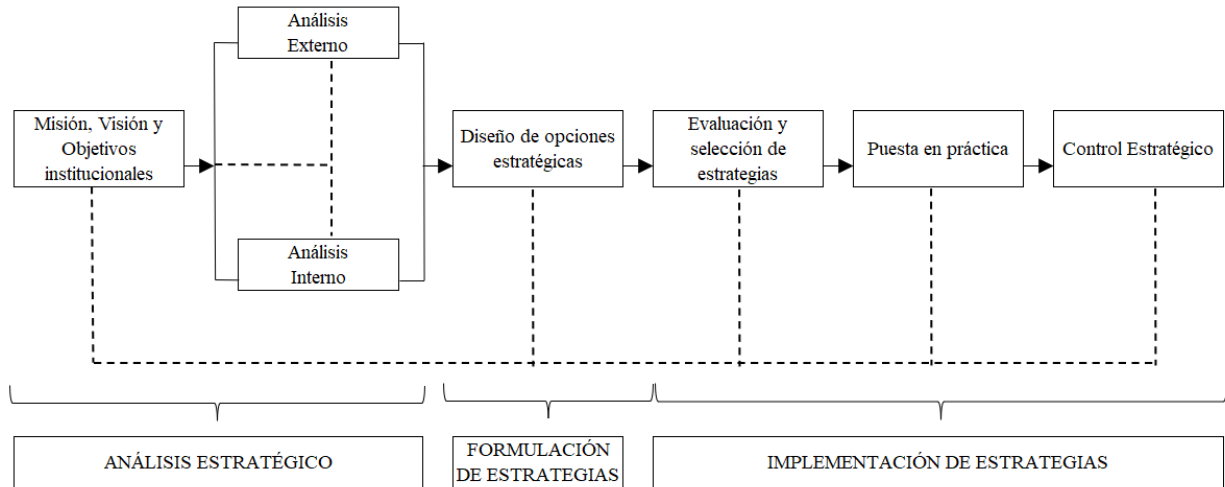 Análisis
Externo
Misión, Visión y
Objetivos
institucionales
Análisis
Interno
Diseño de opciones
estratégicas
Evaluación y
selección de
estrategias
Puesta en práctica
Control Estratégico
ANÁLISIS ESTRATÉGICO
FORMULACIÓN
DE ESTRATEGIAS
IMPLEMENTACIÓN DE ESTRATEGIAS